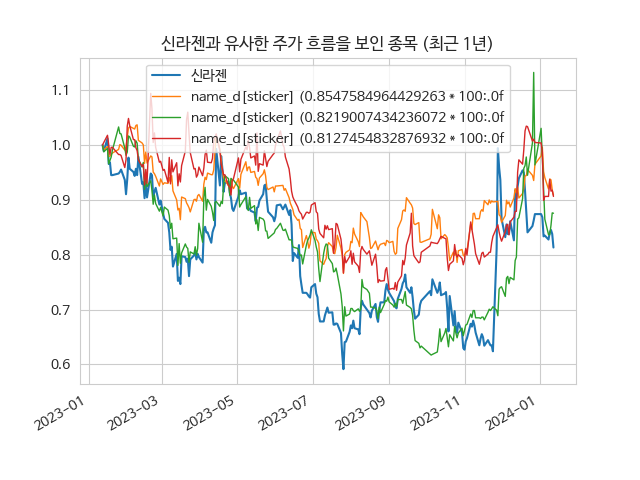 신라젠과 유사한 주가 흐름을 보인 종목 (최근 1년)
신라젠
name_d[sticker] (0.8547584964429263 * 100:.0f
name_d[sticker] (0.8219007434236072 * 100:.0f
name_d[sticker] (0.8127454832876932 * 100:.0f
1.1
1.0
0.9
0.8
0.7
0.6
2023-01
2023-03
2023-05
2023-07
2023-09
2023-11
2024-01